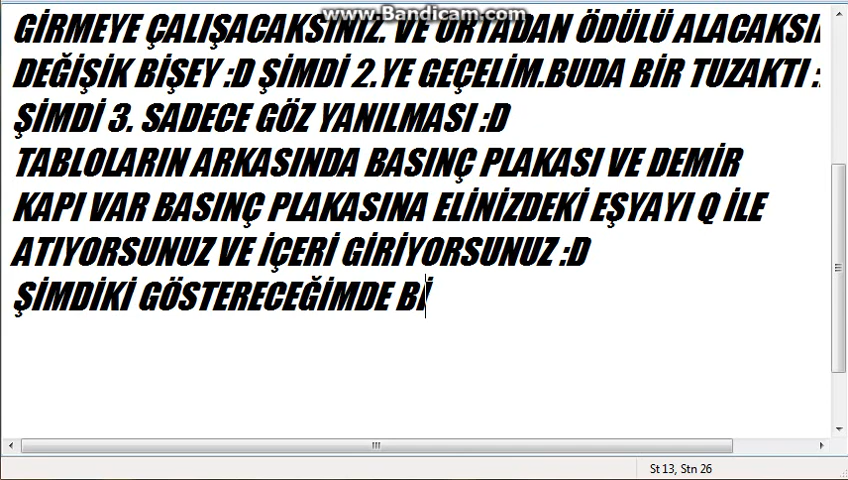 www.Bandicam.com
GİRMEYE ÇALIŞACAKSINIZ. VE ORTADAN ÖDÜLÜ
DEĞİŞİK BİŞEY :D ŞİMDİ 2.YE GEÇELİM.BUDA BİR TUZAKTI :
ŞİMDİ 3. SADECE GÖZ YANILMASI :D
TABLOLARIN ARKASINDA BASINÇ PLAKASI VE DEMİR
KAPI VAR BASINÇ PLAKASINA ELİNİZDEKİ EŞYAYI Q İLE
ATIYORSUNUZ VE İÇERİ GİRİYORSUNUZ :D
ŞİMDİKİ GÖSTERECEĞİMDE Bİ
St 13, Stn 26